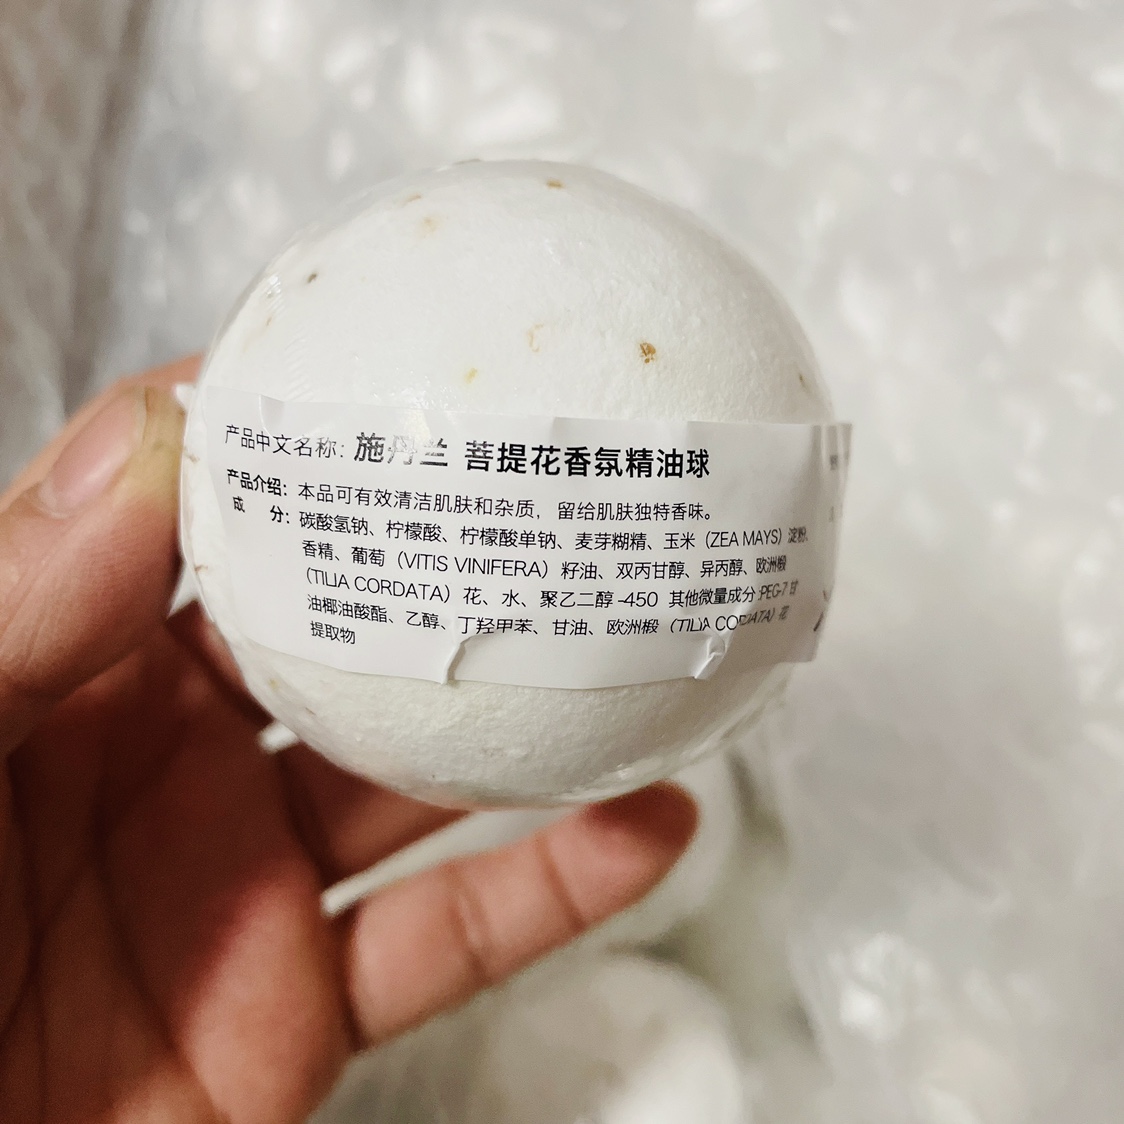 产品中文名称: 施丹兰 菩提花香氛精油球
产品介绍: 本品可有效清洁肌肤和杂质, 留给肌肤独特香味。
成 分: 碳酸氢钠、柠檬酸、柠檬酸单钠、麦芽糊精、玉米 (ZEA MAYS) 淀粉、
香精、葡萄 (VITIS VINIFERA) 籽油、双丙甘醇、异丙醇、欧洲椴
(TILIA CORDATA) 花、水、聚乙二醇-450 其他微量成分:PEG-7 甘
油椰油酸酯、乙醇、丁羟甲苯、甘油、欧洲椴 (TILIA CORDATA) 花
提取物